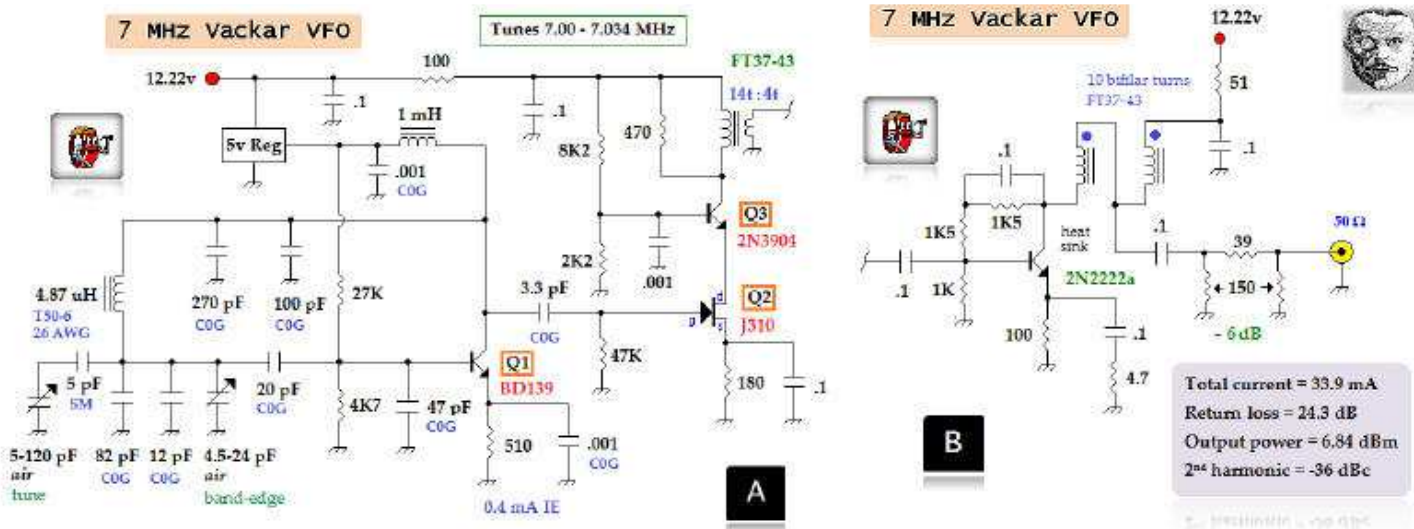 7 MHz Vackar VFO
Tunes 7.00 - 7.034 MHz
12.22v
100
.1
.1
FT37-43
14t : 4t
5v Reg
1 mH
.001
C0G
8K2
470
Q3
2N3904
.001
2K2
4.87 uH
T50-6
26 AWG
270 pF
C0G
100 pF
C0G
27K
3.3 pF
C0G
d
g
s
Q2
J310
Q1
BD139
47K
180
.1
5 pF
SM
20 pF
C0G
4K7
47 pF
C0G
510
.001
C0G
5-120 pF
air
tune
82 pF
C0G
12 pF
C0G
4.5-24 pF
air
band-edge
0.4 mA IE
A
7 MHz Vackar VFO
12.22v
51
10 bifilar turns
FT37-43
.1
.1
1K5
1K5
heat
sink
.1
39
50 Ω
.1
1K
2N2222a
150
- 6 dB
100
.1
4.7
B
Total current = 33.9 mA
Return loss = 24.3 dB
Output power = 6.84 dBm
2nd harmonic = -36 dBc